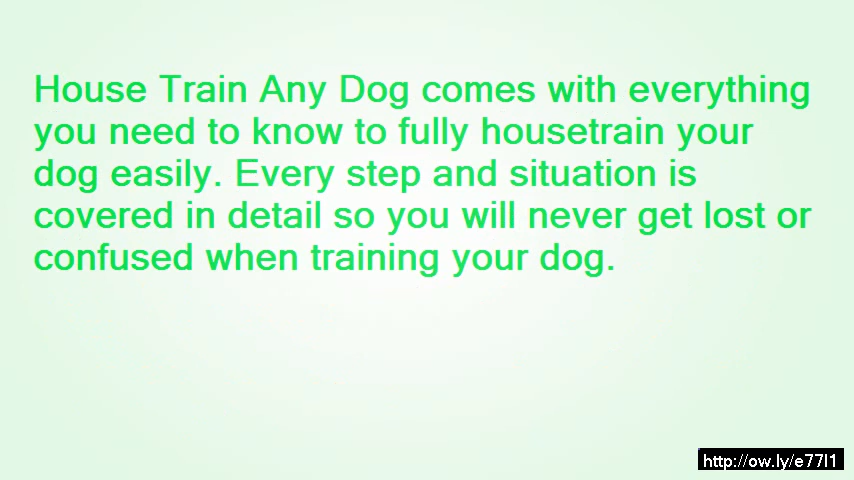 House Train Any Dog comes with everything
you need to know to fully housetrain your
dog easily. Every step and situation is
covered in detail so you will never get lost or
confused when training your dog.
http://ow.ly/e77l1